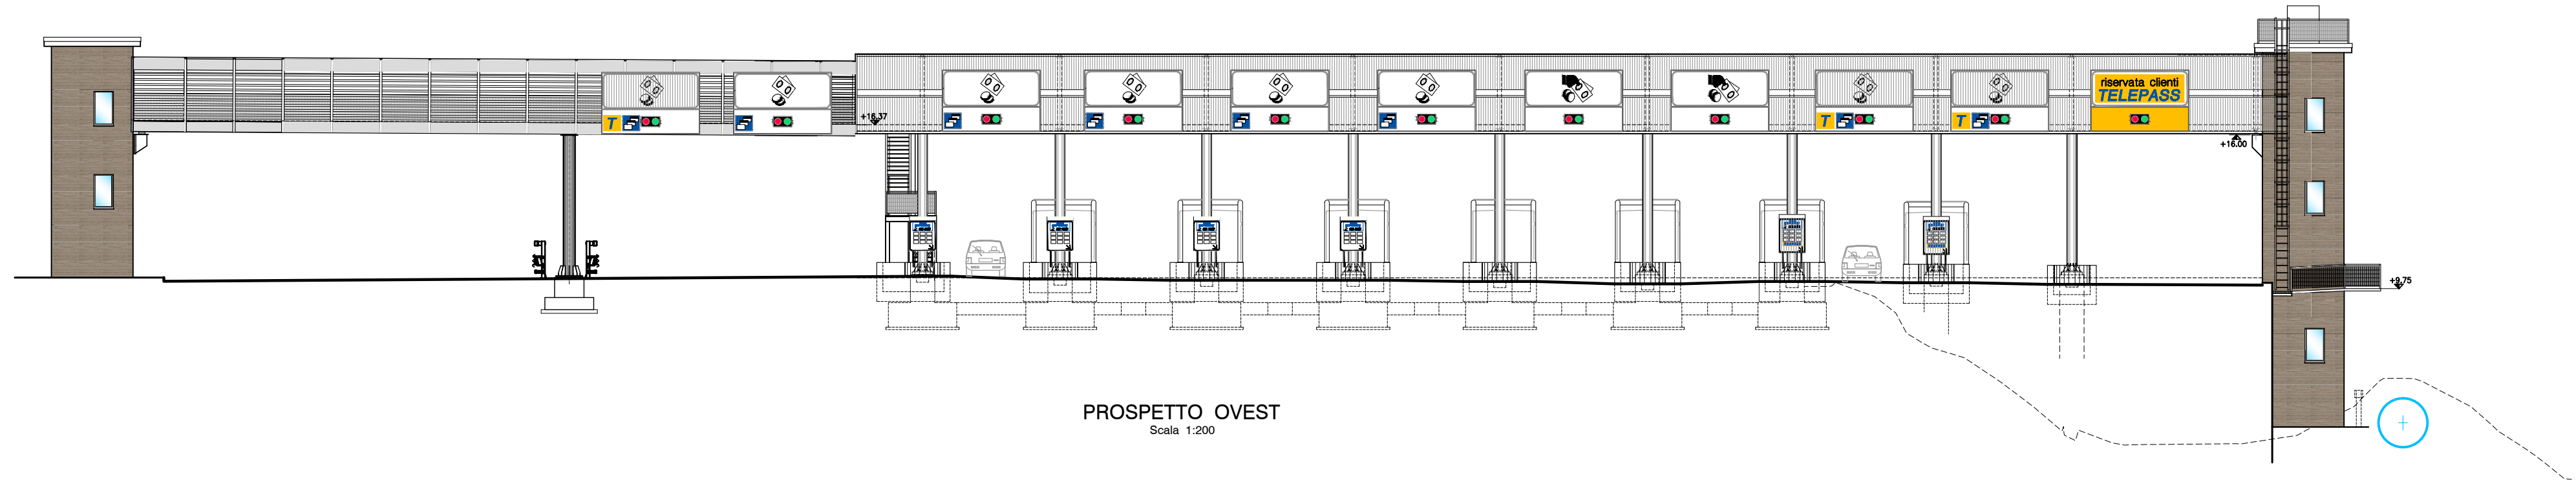 riservata clienti
TELEPASS
+16.37
T
T
T
+16.00
+9.75
PROSPETTO OVEST
Scala 1:200